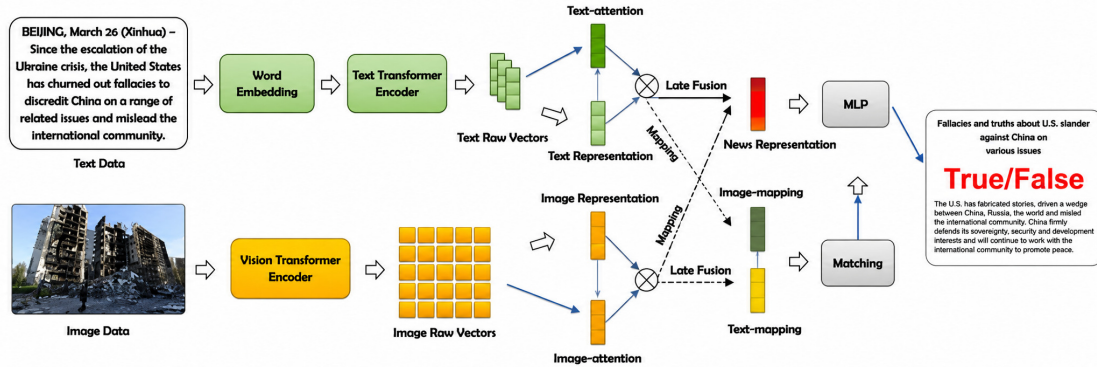 BEIJING, March 26 (Xinhua) –
Since the escalation of the
Ukraine crisis, the United States
has churned out fallacies to
discredit China on a range of
related issues and mislead the
international community.
Text Data
Word
Embedding
Text Transformer
Encoder
Text Raw Vectors
Text-attention
Text Representation
Late Fusion
Mapping
News Representation
MLP
Fallacies and truths about U.S. slander
against China on
various issues
True/False
The U.S. has fabricated stories, driven a wedge
between China, Russia, the world and misled
the international community. China firmly
defends its sovereignty, security and development
interests and will continue to work with the
international community to promote peace.
Image Data
Vision Transformer
Encoder
Image Raw Vectors
Image Representation
Image-attention
Mapping
Late Fusion
Image-mapping
Text-mapping
Matching